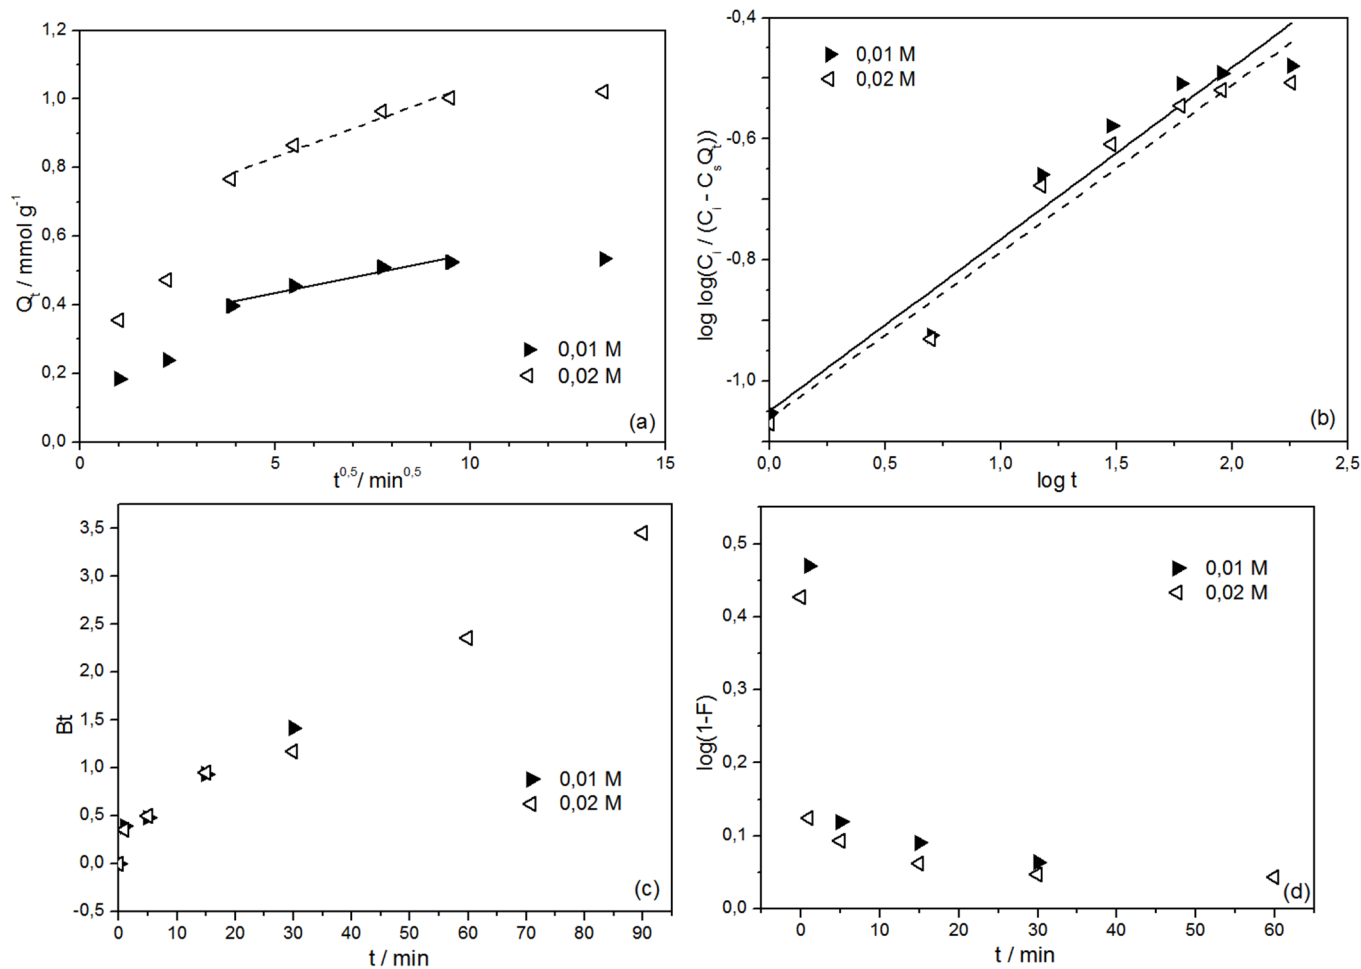 1,2
1,0
0,8
0,6
0,4
0,2
0,0
Q_t / mmol g^-1
0,01 M
0,02 M
(a)
0 5 10 15
t^0,5/ min^0,5
-0,4
-0,6
-0,8
-1,0
log log(C_i / (C_i - C_s Q_t))
0,01 M
0,02 M
(b)
0,0 0,5 1,0 1,5 2,0 2,5
log t
3,5
3,0
2,5
2,0
1,5
1,0
0,5
0,0
-0,5
Bt
0,01 M
0,02 M
(c)
0 10 20 30 40 50 60 70 80 90
t / min
0,5
0,4
0,3
0,2
0,1
0,0
log(1-F)
0,01 M
0,02 M
(d)
0 10 20 30 40 50 60
t / min